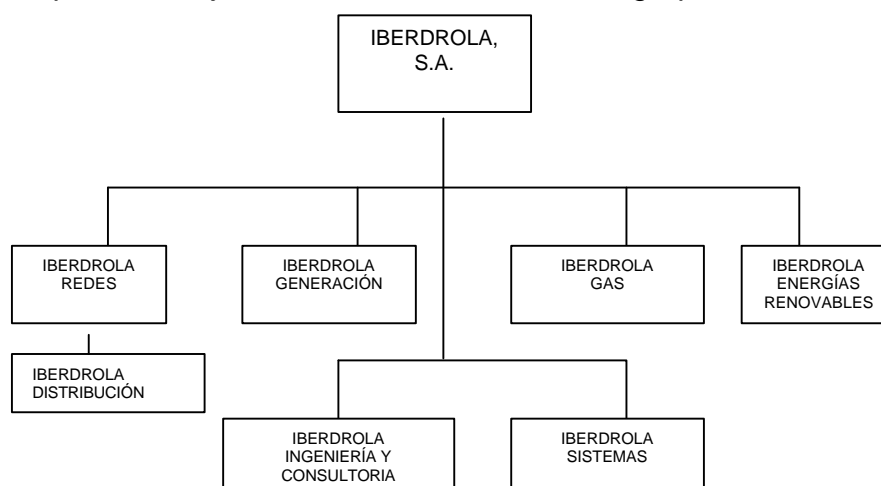 IBERDROLA,
S.A.
IBERDROLA
REDES
IBERDROLA
GENERACIÓN
IBERDROLA
GAS
IBERDROLA
ENERGÍAS
RENOVABLES
IBERDROLA
DISTRIBUCIÓN
IBERDROLA
INGENIERÍA Y
CONSULTORIA
IBERDROLA
SISTEMAS